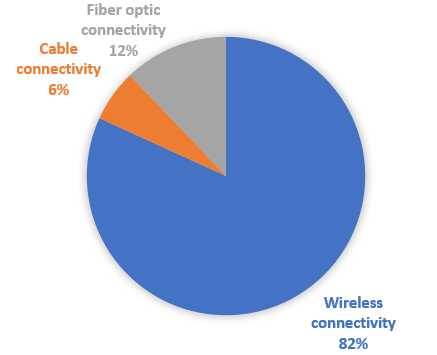 Fiber optic
connectivity
12%
Cable
connectivity
6%
Wireless
connectivity
82%